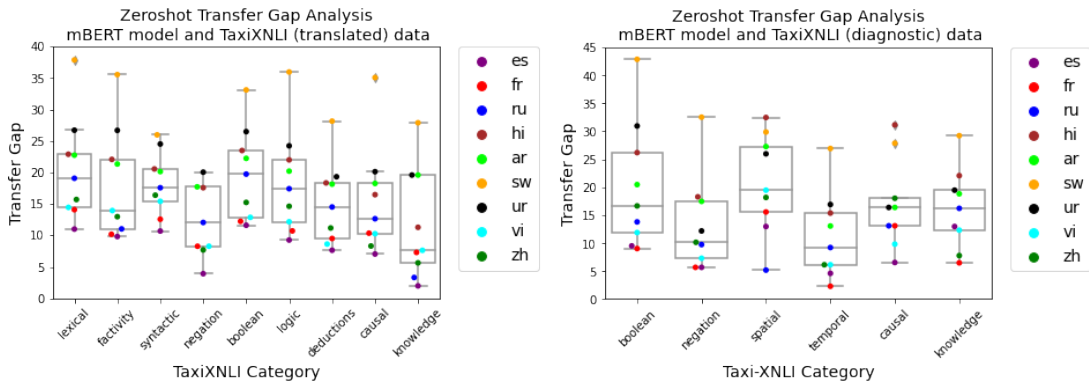 Zeroshot Transfer Gap Analysis
mBERT model and TaxiXNLI (translated) data
Transfer Gap
40
35
30
25
20
15
10
5
0
lexical
factivity
syntactic
negation
boolean
logic
deductions
causal
knowledge
TaxiXNLI Category
es
fr
ru
hi
ar
sw
ur
vi
zh
Zeroshot Transfer Gap Analysis
mBERT model and TaxiXNLI (diagnostic) data
Transfer Gap
45
40
35
30
25
20
15
10
5
0
boolean
negation
spatial
temporal
causal
knowledge
Taxi-XNLI Category
es
fr
ru
hi
ar
sw
ur
vi
zh